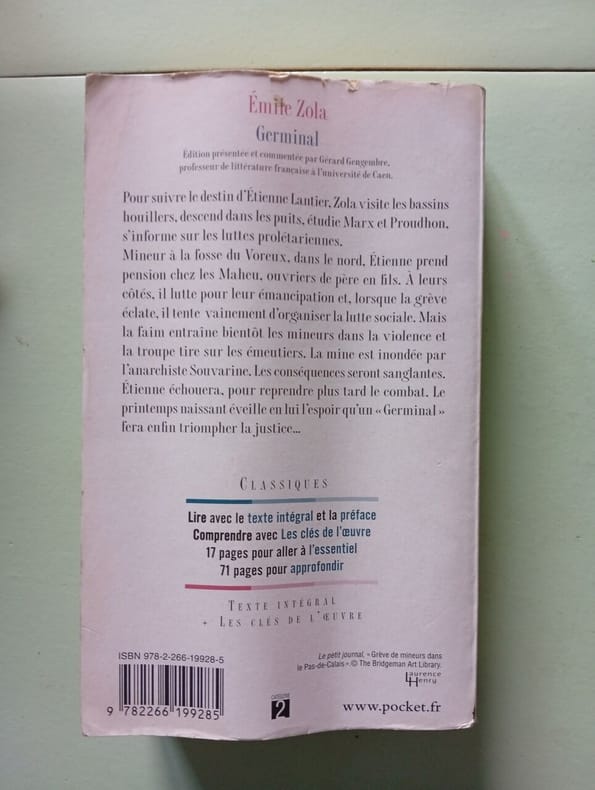 Émile Zola
Germinal
Édition présentée et commentée par Gérard Gengembre,
professeur de littérature française à l'université de Caen.
Pour suivre le destin d'Étienne Lantier, Zola visite les bassins
houillers, descend dans les puits, étudie Marx et Proudhon,
s'informe sur les luttes prolétariennes.
Mineur à la fosse du Voreux, dans le nord, Étienne prend
pension chez les Maheu, ouvriers de père en fils. À leurs
côtés, il lutte pour leur émancipation et, lorsque la grève
éclate, il tente vainement d'organiser la lutte sociale. Mais
la faim entraîne bientôt les mineurs dans la violence et
la troupe tire sur les émeutiers. La mine est inondée par
l'anarchiste Souvarine. Les conséquences seront sanglantes.
Étienne échouera, pour reprendre plus tard le combat. Le
printemps naissant éveille en lui l'espoir qu'un « Germinal »
fera enfin triompher la justice...
CLASSIQUES
Lire avec le texte intégral et la préface
Comprendre avec Les clés de l'œuvre
17 pages pour aller à l'essentiel
71 pages pour approfondir
TEXTE INTÉGRAL
+ LES CLÉS DE L'ŒUVRE
Le petit journal, « Grève de mineurs dans
le Pas-de-Calais ».© The Bridgeman Art Library.
Laurence
Henry
ISBN 978-2-266-19928-5
9 782266 199285
CATÉGORIE
2
www.pocket.fr